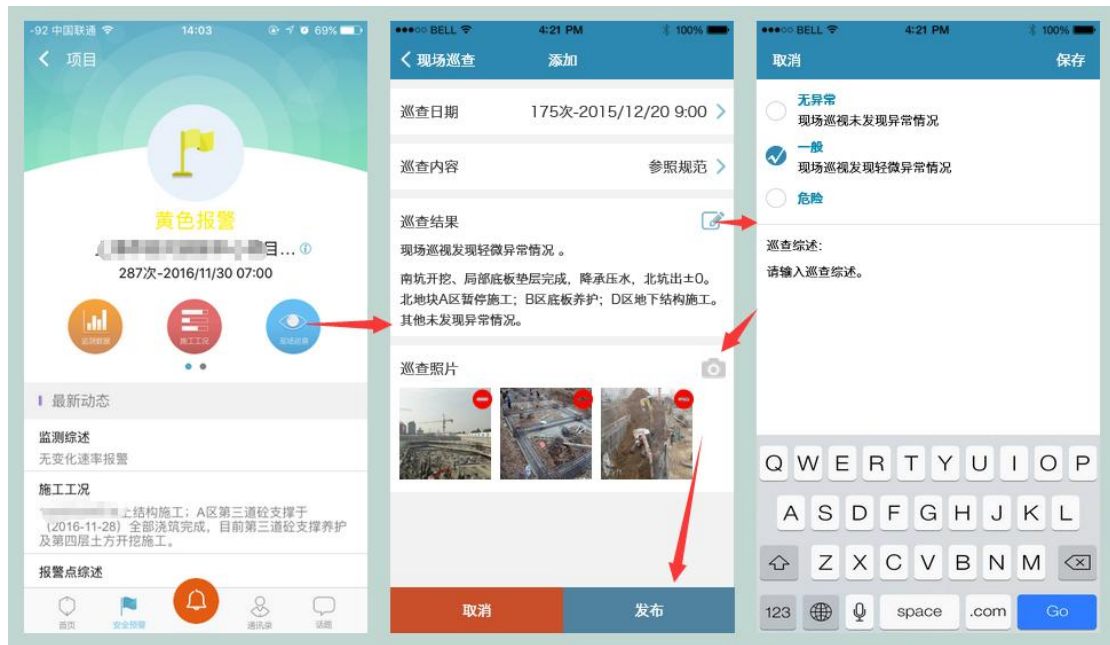 -92 中国联通
14:03
69%
项目
黄色报警
目...
287次-2016/11/30 07:00
监测数据
施工工况
现场巡查
最新动态
监测综述
无变化速率报警
施工工况
上结构施工；A区第三道砼支撑于
（2016-11-28）全部浇筑完成，目前第三道砼支撑养护
及第四层土方开挖施工。
报警点综述
首页
安全预警
通讯录
话题
BELL
4:21 PM
100%
现场巡查
添加
巡查日期
175次-2015/12/20 9:00
巡查内容
参照规范
巡查结果
现场巡视发现轻微异常情况 。
南坑开挖、局部底板垫层完成，降承压水，北坑出土0。
北地块A区暂停施工；B区底板养护；D区地下结构施工。
其他未发现异常情况。
巡查照片
取消
发布
BELL
4:21 PM
100%
取消
保存
无异常
现场巡视未发现异常情况
一般
现场巡视发现轻微异常情况
危险
巡查综述:
请输入巡查综述。
Q W E R T Y U I O P
A S D F G H J K L
Z X C V B N M
123
space
.com
Go